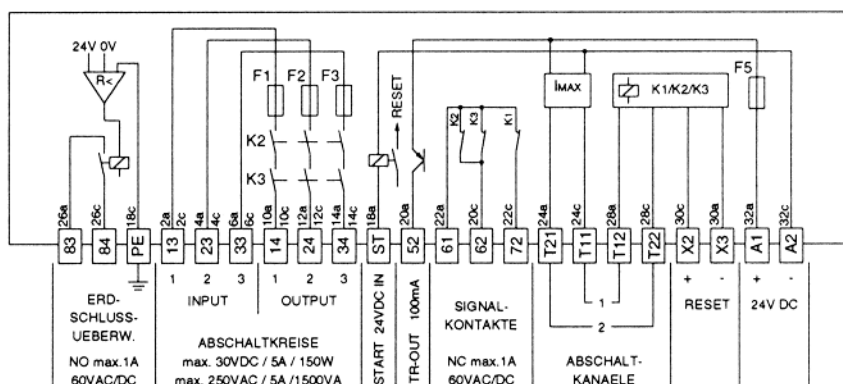 24V 0V
R<
F1
F2
F3
RESET
IMAX
K1/K2/K3
F5
K2
K3
K2
K3
K1
26a
26c
18c
2a
2c
4a
4c
6a
6c
10a
10c
12a
12c
14a
14c
18a
20a
22a
20c
22c
24a
24c
28a
28c
30c
30a
32a
32c
83
84
PE
13
23
33
14
24
34
ST
52
61
62
72
T21
T11
T12
T22
X2
X3
A1
A2
1
2
3
1
2
3
1
2
+
-
+
-
ERD-
SCHLUSS-
UEBERW.
NO max.1A
60VAC/DC
INPUT
OUTPUT
ABSCHALTKREISE
max. 30VDC / 5A / 150W
max. 250VAC / 5A /1500VA
START 24VDC IN
TR-OUT 100mA
SIGNAL-
KONTAKTE
NC max.1A
60VAC/DC
ABSCHALT-
KANAELE
RESET
24V DC